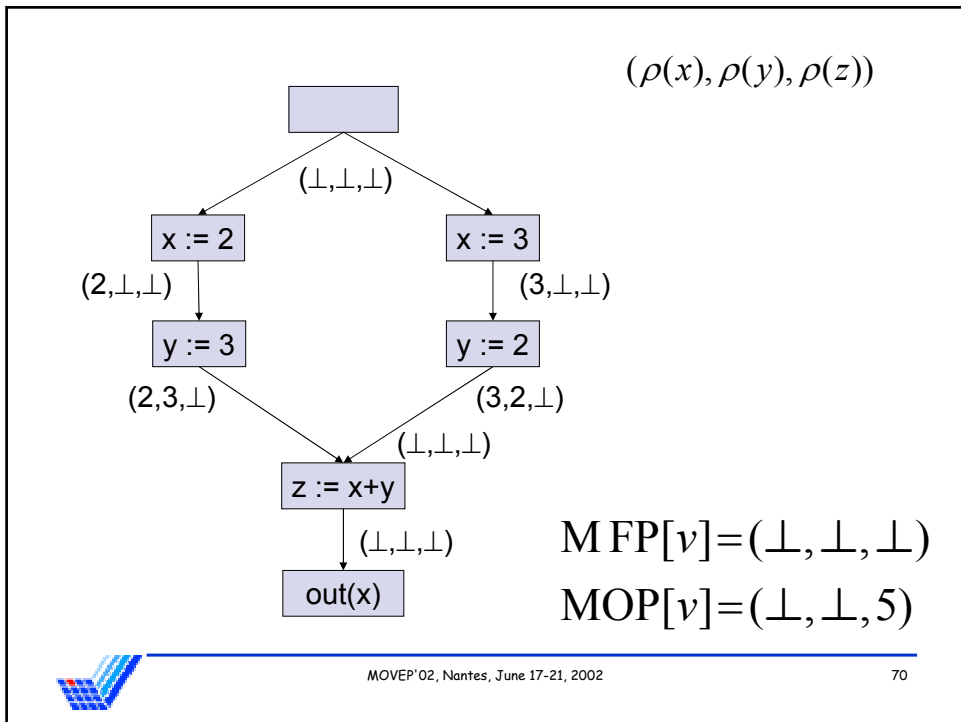 (ρ(x), ρ(y), ρ(z))
(⊥,⊥,⊥)
x := 2
x := 3
(2,⊥,⊥)
(3,⊥,⊥)
y := 3
y := 2
(2,3,⊥)
(3,2,⊥)
(⊥,⊥,⊥)
z := x+y
(⊥,⊥,⊥)
out(x)
MFP[v]=(⊥,⊥,⊥)
MOP[v]=(⊥,⊥,5)
MOVEP'02, Nantes, June 17-21, 2002
70